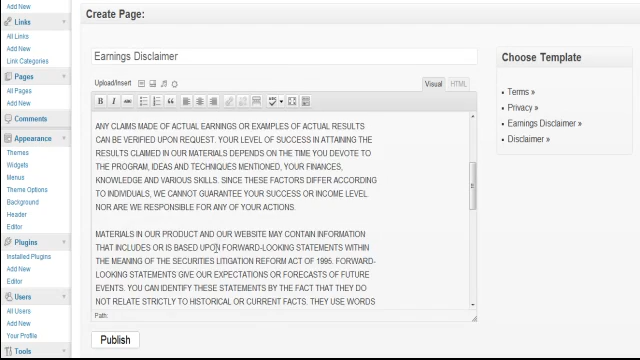 Add New
Links
All Links
Add New
Link Categories
Pages
All Pages
Add New
Comments
Appearance
Themes
Widgets
Menus
Theme Options
Background
Header
Editor
Plugins
Installed Plugins
Add New
Editor
Users
All Users
Add New
Your Profile
Tools
Create Page:
Earnings Disclaimer
Upload/Insert
Visual
HTML
B I ABC
ABC
ANY CLAIMS MADE OF ACTUAL EARNINGS OR EXAMPLES OF ACTUAL RESULTS
CAN BE VERIFIED UPON REQUEST. YOUR LEVEL OF SUCCESS IN ATTAINING THE
RESULTS CLAIMED IN OUR MATERIALS DEPENDS ON THE TIME YOU DEVOTE TO
THE PROGRAM, IDEAS AND TECHNIQUES MENTIONED, YOUR FINANCES,
KNOWLEDGE AND VARIOUS SKILLS. SINCE THESE FACTORS DIFFER ACCORDING
TO INDIVIDUALS, WE CANNOT GUARANTEE YOUR SUCCESS OR INCOME LEVEL
NOR ARE WE RESPONSIBLE FOR ANY OF YOUR ACTIONS.
MATERIALS IN OUR PRODUCT AND OUR WEBSITE MAY CONTAIN INFORMATION
THAT INCLUDES OR IS BASED UPON FORWARD-LOOKING STATEMENTS WITHIN
THE MEANING OF THE SECURITIES LITIGATION REFORM ACT OF 1995. FORWARD-
LOOKING STATEMENTS GIVE OUR EXPECTATIONS OR FORECASTS OF FUTURE
EVENTS. YOU CAN IDENTIFY THESE STATEMENTS BY THE FACT THAT THEY DO
NOT RELATE STRICTLY TO HISTORICAL OR CURRENT FACTS. THEY USE WORDS
Path:
Publish
Choose Template
Terms »
Privacy »
Earnings Disclaimer »
Disclaimer »